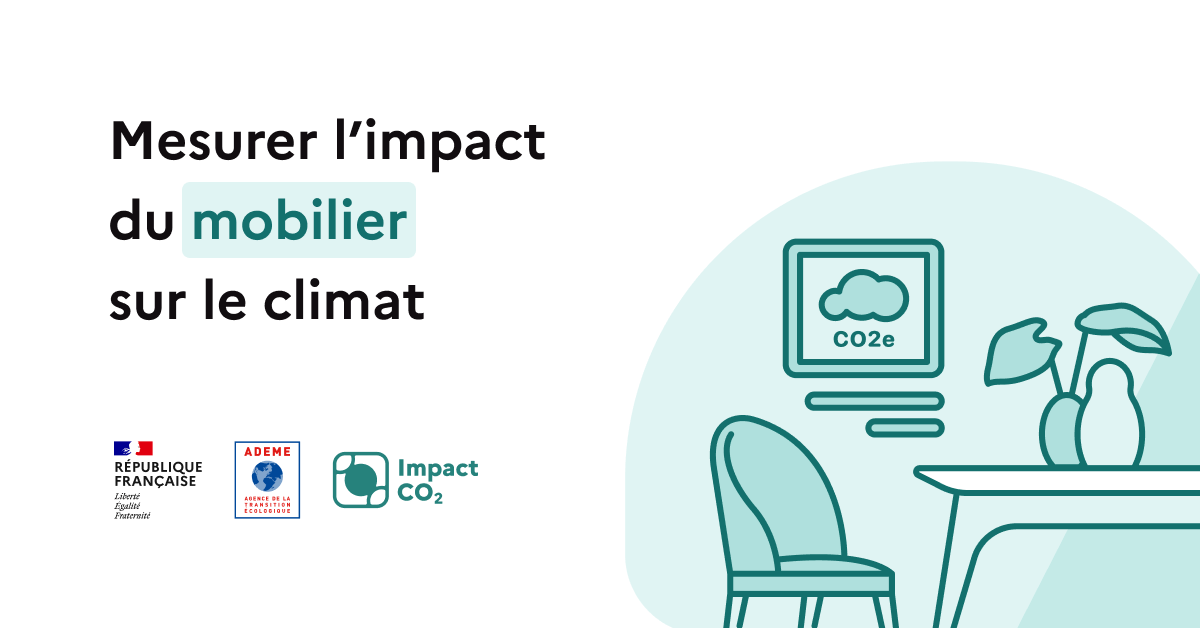 Mesurer l’impact
du mobilier
sur le climat
CO2e
RÉPUBLIQUE
FRANÇAISE
Liberté
Egalité
Fraternité
ADEME
AGENCE DE LA
TRANSITION
ÉCOLOGIQUE
Impact
CO₂